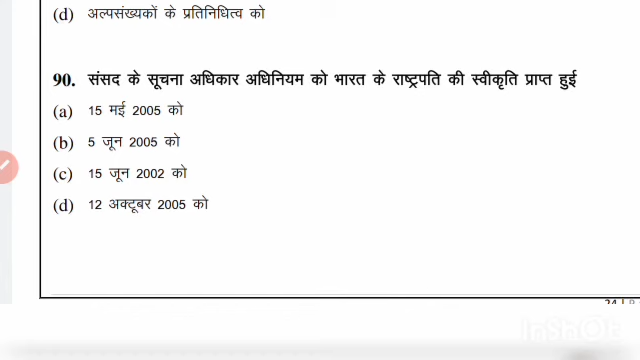 (d) अल्पसंख्यकों के प्रतिनिधित्व को
90. संसद के सूचना अधिकार अधिनियम को भारत के राष्ट्रपति की स्वीकृति प्राप्त हुई
(a) 15 मई 2005 को
(b) 5 जून 2005 को
(c) 15 जून 2002 को
(d) 12 अक्टूबर 2005 को
InShOt